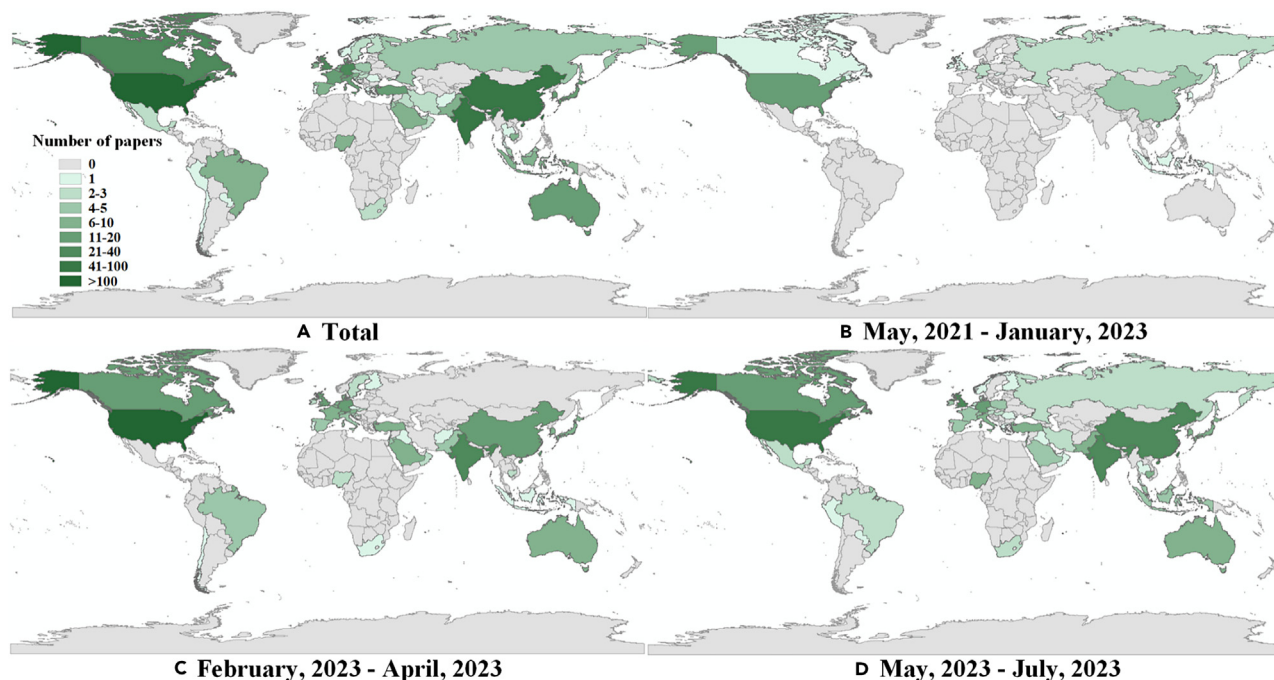 Number of papers
0
1
2-3
4-5
6-10
11-20
21-40
41-100
>100
A Total
B May, 2021 - January, 2023
C February, 2023 - April, 2023
D May, 2023 - July, 2023